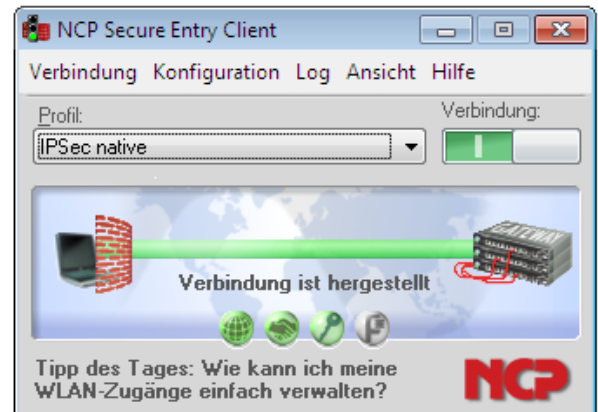 NCP Secure Entry Client
Verbindung Konfiguration Log Ansicht Hilfe
Profil: Verbindung:
IPSec native
GATEWAY
Verbindung ist hergestellt
Tipp des Tages: Wie kann ich meine
WLAN-Zugänge einfach verwalten?
NCP